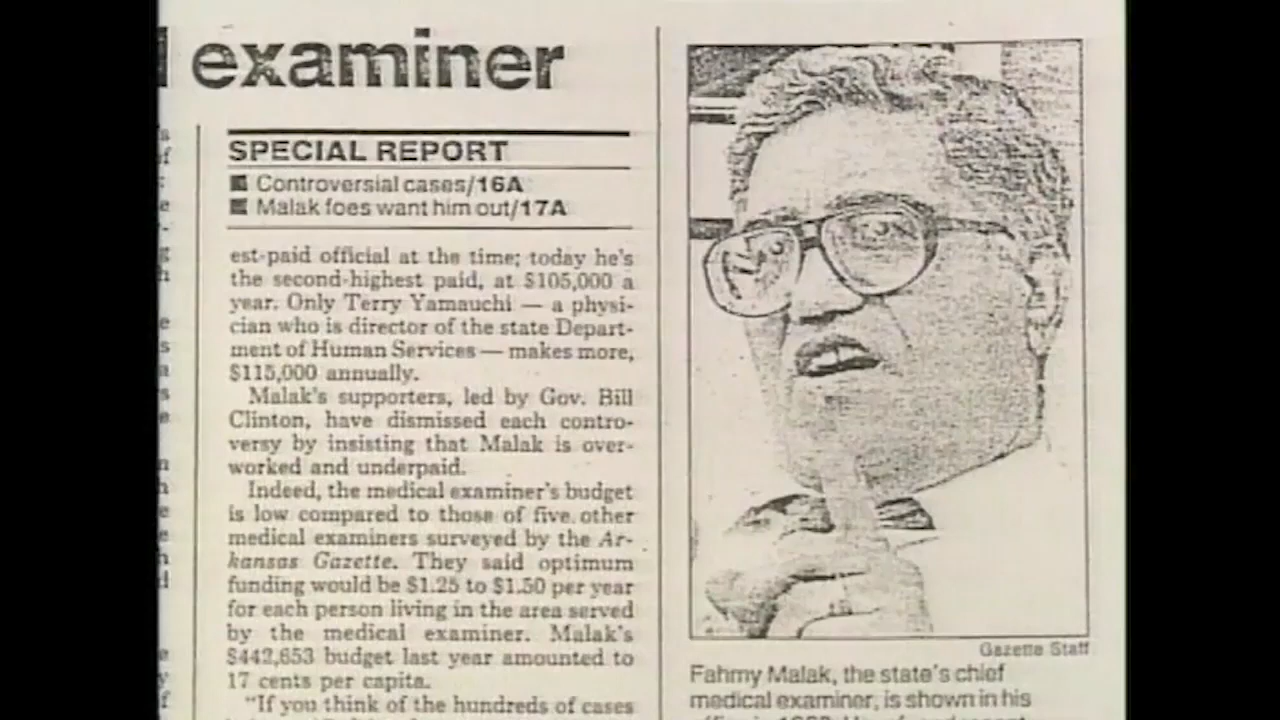 examiner
SPECIAL REPORT
Controversial cases/16A
Malak foes want him out/17A
est-paid official at the time; today he's
the second-highest paid, at $105,000 a
year. Only Terry Yamauchi — a physi-
cian who is director of the state Depart-
ment of Human Services — makes more,
$115,000 annually.
Malak's supporters, led by Gov. Bill
Clinton, have dismissed each contro-
versy by insisting that Malak is over-
worked and underpaid.
Indeed, the medical examiner's budget
is low compared to those of five other
medical examiners surveyed by the Ar-
kansas Gazette. They said optimum
funding would be $1.25 to $1.50 per year
for each person living in the area served
by the medical examiner. Malak's
$442,653 budget last year amounted to
17 cents per capita.
"If you think of the hundreds of cases
Gazette Staff
Fahmy Malak, the state's chief
medical examiner, is shown in his